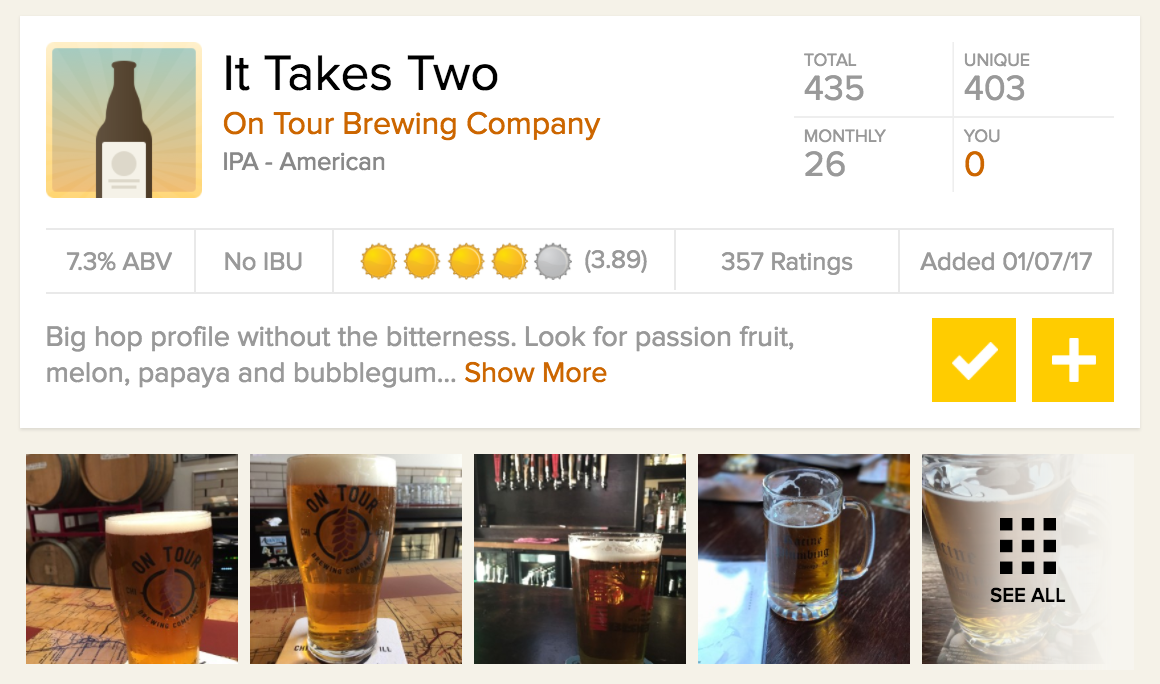 It Takes Two
On Tour Brewing Company
IPA - American
TOTAL
435
UNIQUE
403
MONTHLY
26
YOU
0
7.3% ABV
No IBU
(3.89)
357 Ratings
Added 01/07/17
Big hop profile without the bitterness. Look for passion fruit,
melon, papaya and bubblegum... Show More
ON TOUR
BREWING COMPANY
ON TOUR
CHI
BREWING COMPANY
SEE ALL